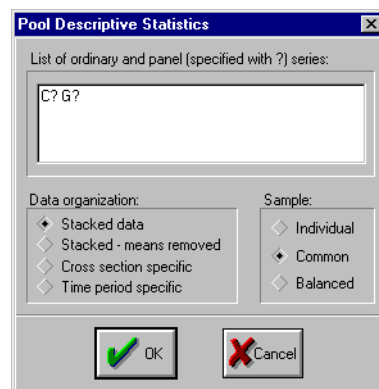 Pool Descriptive Statistics
List of ordinary and panel (specified with ?) series:
C? G?
Data organization:
Stacked data
Stacked - means removed
Cross section specific
Time period specific
Sample:
Individual
Common
Balanced
OK
Cancel